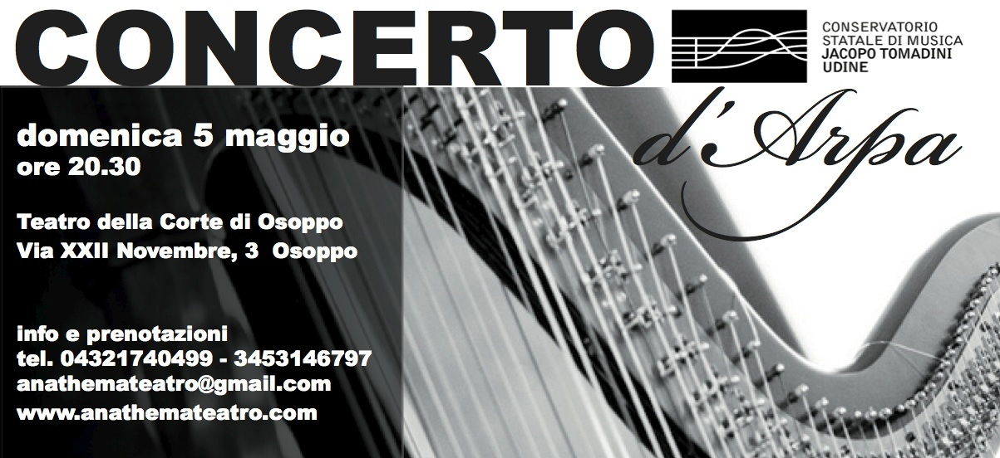 CONCERTO
CONSERVATORIO
STATALE DI MUSICA
JACOPO TOMADINI
UDINE
d'Arpa
domenica 5 maggio
ore 20.30
Teatro della Corte di Osoppo
Via XXII Novembre, 3 Osoppo
info e prenotazioni
tel. 04321740499 - 3453146797
anathemateatro@gmail.com
www.anathemateatro.com